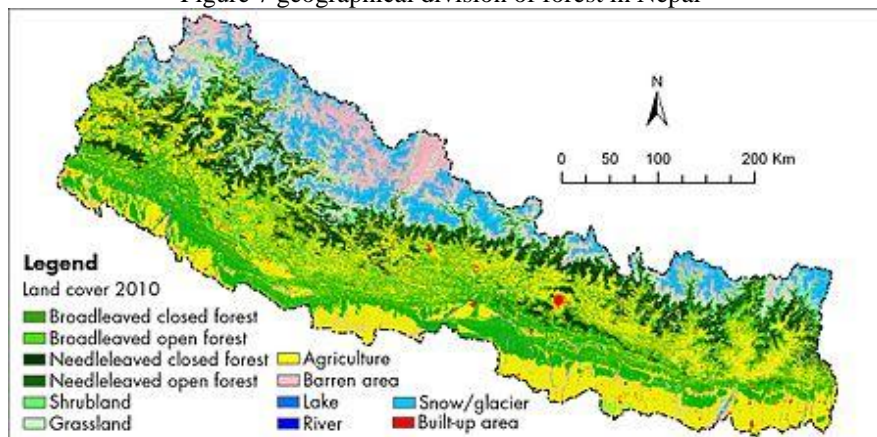 Figure 7 geographical division of forest in Nepal
N
0 50 100 200 Km
Legend
Land cover 2010
Broadleaved closed forest
Broadleaved open forest
Needleleaved closed forest
Needleleaved open forest
Shrubland
Grassland
Agriculture
Barren area
Lake
River
Snow/glacier
Built-up area